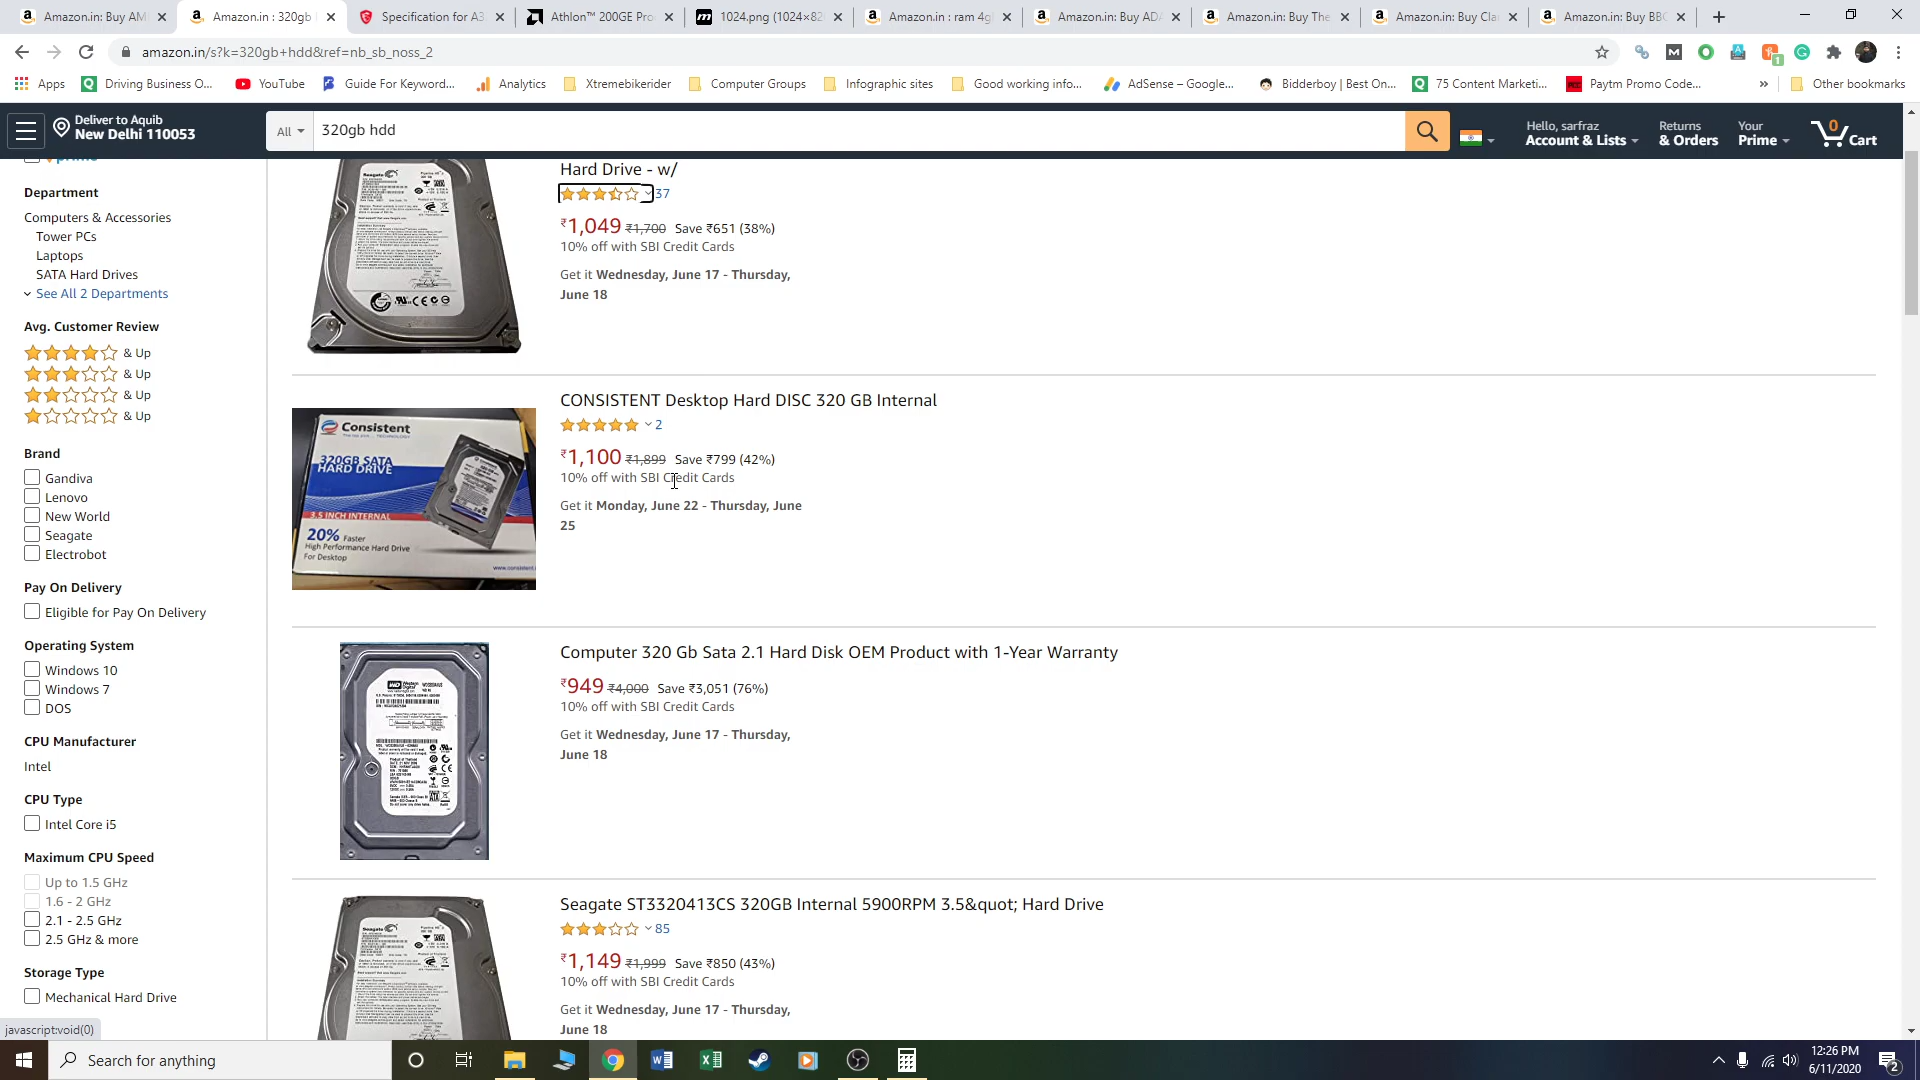 Amazon.in: Buy AM
Amazon.in : 320gb
Specification for A3
Athlon™ 200GE Pro
1024.png (1024×82
Amazon.in : ram 4g
Amazon.in: Buy ADA
Amazon.in: Buy The
Amazon.in: Buy Cla
Amazon.in: Buy BBC
amazon.in/s?k=320gb+hdd&ref=nb_sb_noss_2
Apps
Driving Business O...
YouTube
Guide For Keyword...
Analytics
Xtremebikerider
Computer Groups
Infographic sites
Good working info...
AdSense – Google...
Bidderboy | Best On...
75 Content Marketi...
Paytm Promo Code...
»
Other bookmarks
Deliver to Aquib
New Delhi 110053
All
320gb hdd
Hello, sarfraz
Account & Lists
Returns
& Orders
Your
Prime
0
Cart
prime
Department
Computers & Accessories
Tower PCs
Laptops
SATA Hard Drives
See All 2 Departments
Avg. Customer Review
& Up
& Up
& Up
& Up
Brand
Gandiva
Lenovo
New World
Seagate
Electrobot
Pay On Delivery
Eligible for Pay On Delivery
Operating System
Windows 10
Windows 7
DOS
CPU Manufacturer
Intel
CPU Type
Intel Core i5
Maximum CPU Speed
Up to 1.5 GHz
1.6 - 2 GHz
2.1 - 2.5 GHz
2.5 GHz & more
Storage Type
Mechanical Hard Drive
javascript:void(0)
Hard Drive - w/
37
₹1,049 ₹1,700 Save ₹651 (38%)
10% off with SBI Credit Cards
Get it Wednesday, June 17 - Thursday,
June 18
Seagate
CONSISTENT Desktop Hard DISC 320 GB Internal
2
₹1,100 ₹1,899 Save ₹799 (42%)
10% off with SBI Credit Cards
Get it Monday, June 22 - Thursday, June
25
Consistent
320GB SATA
HARD DRIVE
3.5 INCH INTERNAL
20% Faster
High Performance Hard Drive
For Desktop
Computer 320 Gb Sata 2.1 Hard Disk OEM Product with 1-Year Warranty
₹949 ₹4,000 Save ₹3,051 (76%)
10% off with SBI Credit Cards
Get it Wednesday, June 17 - Thursday,
June 18
WD
Seagate ST3320413CS 320GB Internal 5900RPM 3.5&quot; Hard Drive
85
₹1,149 ₹1,999 Save ₹850 (43%)
10% off with SBI Credit Cards
Get it Wednesday, June 17 - Thursday,
June 18
Seagate
Search for anything
12:26 PM
6/11/2020
2